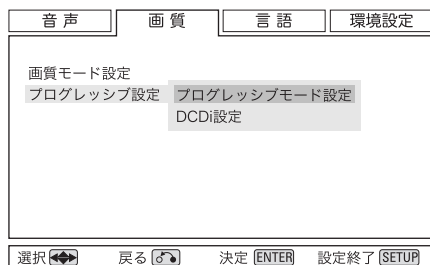 音声 画質 言語 環境設定
画質モード設定
プログレッシブ設定 プログレッシブモード設定
DCDi設定
選択 戻る 決定 ENTER 設定終了 SETUP